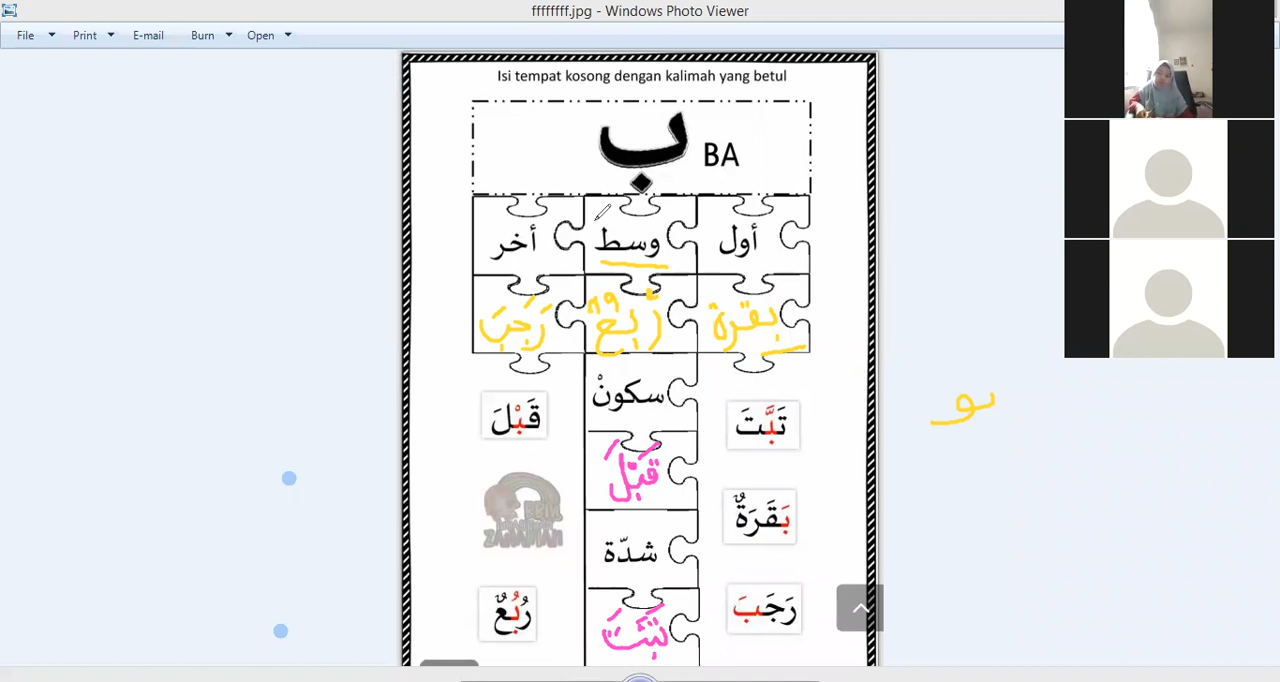 ffffffff.jpg - Windows Photo Viewer
File Print E-mail Burn Open
Isi tempat kosong dengan kalimah yang betul
ب BA
أول وسط أخر
بقرة رُبُعٌ رَجَبَ
سكونْ
قَبْلَ
تَبَّتَ
قَبْلَ
بَقَرَةٌ
شدّة
رُبُعٌ
رَجَبَ
تَبَّتَ